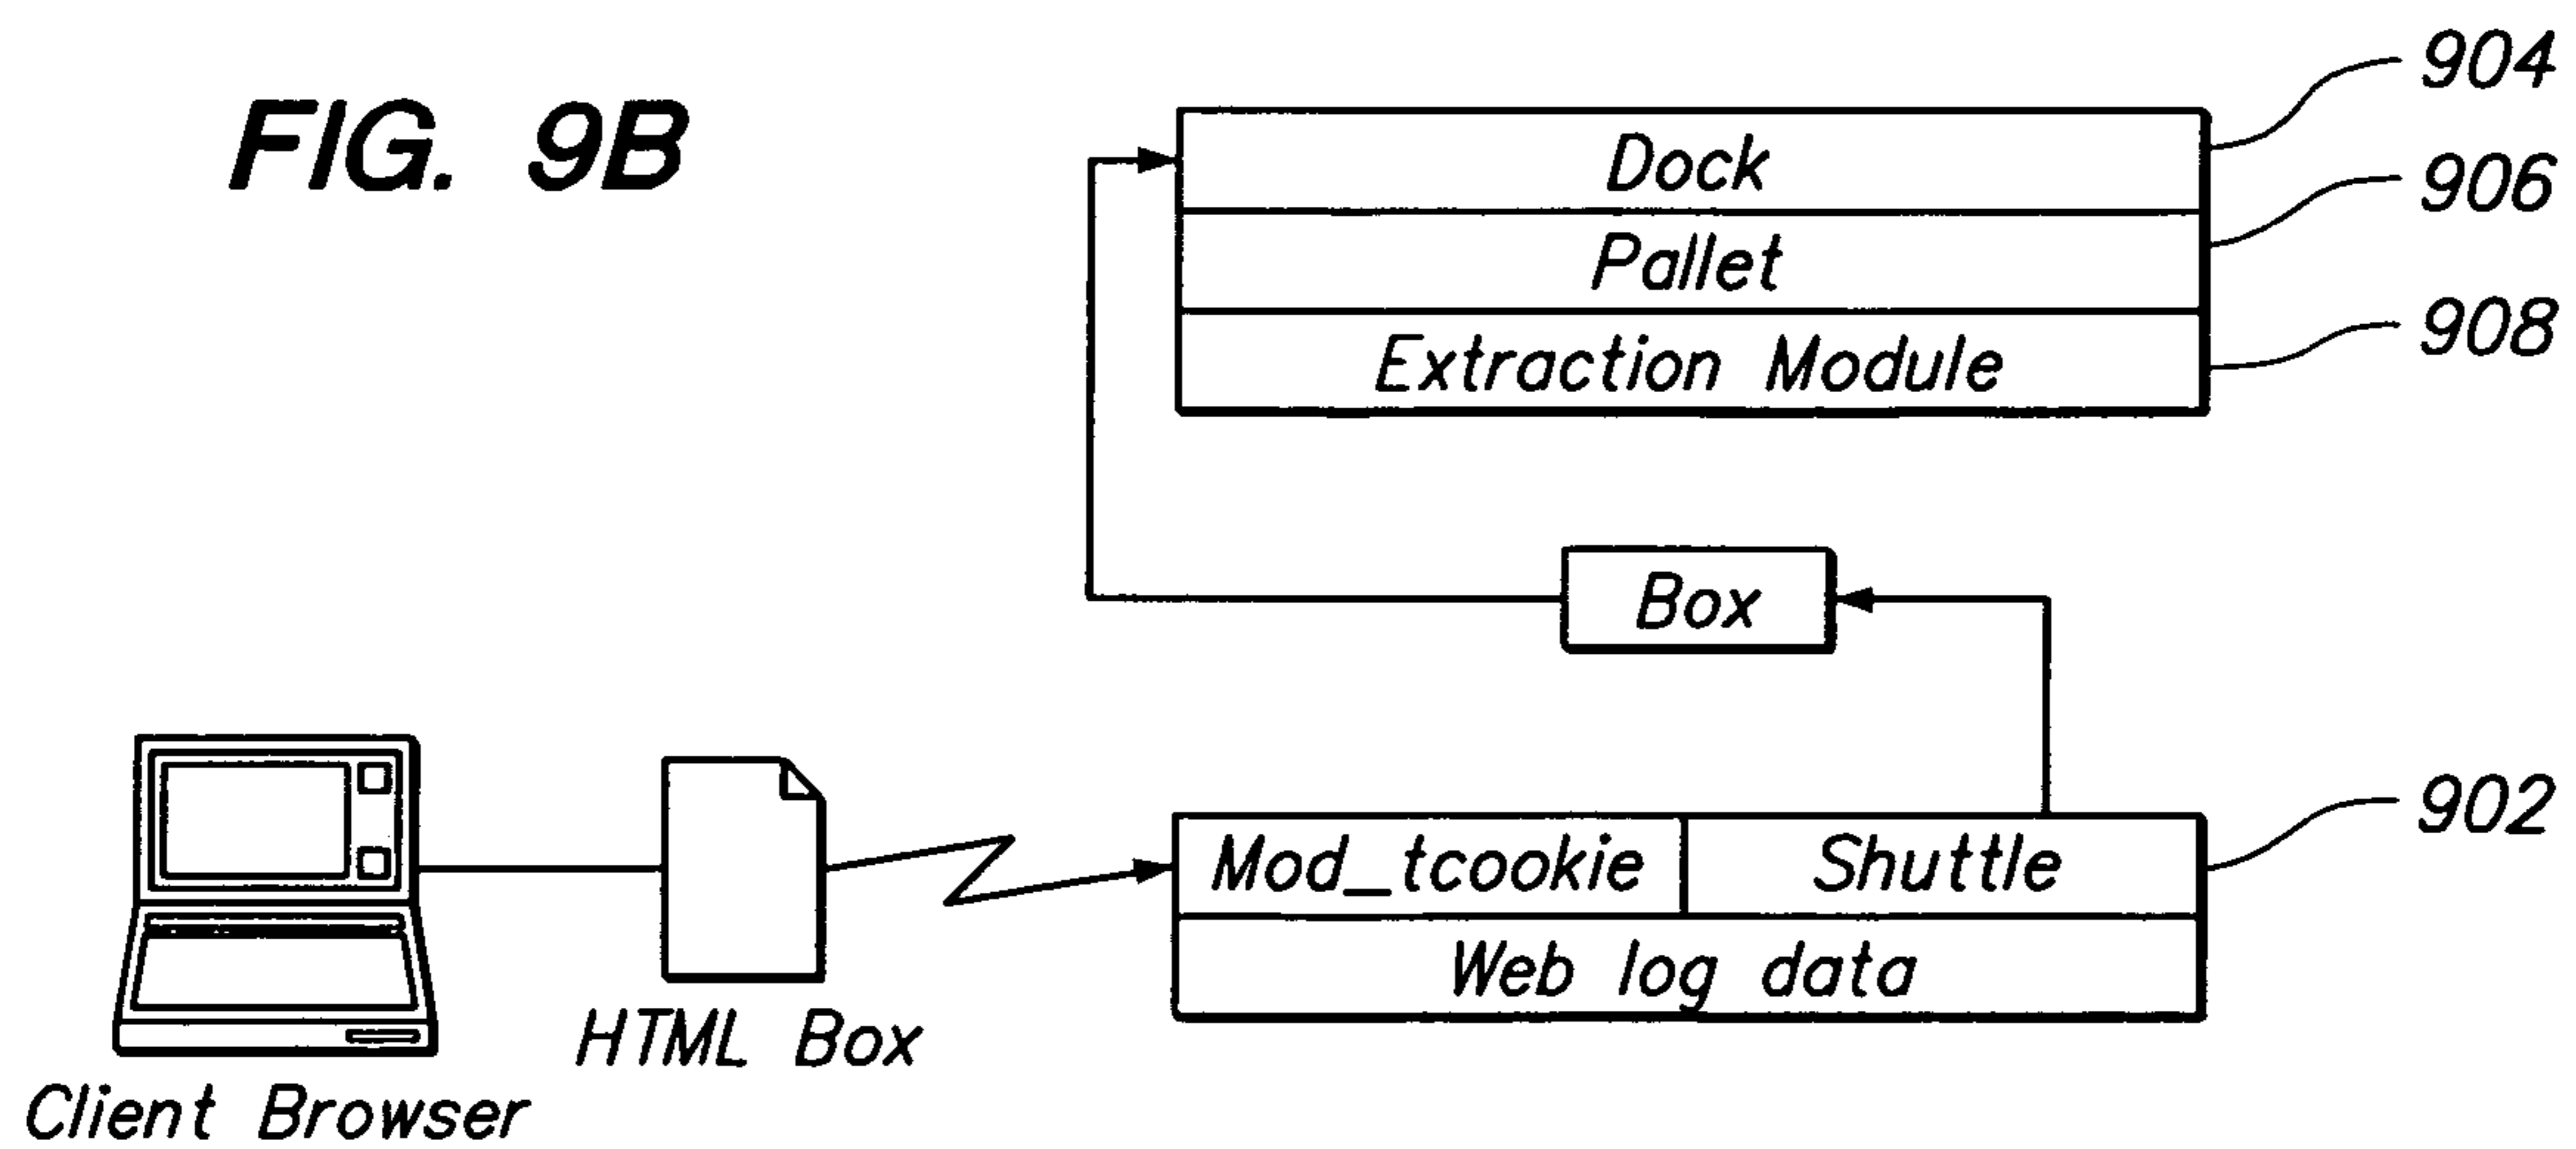 FIG. 9B
904
Dock
906
Pallet
908
Extraction Module
Box
902
Mod_tcookie
Shuttle
Web log data
HTML Box
Client Browser